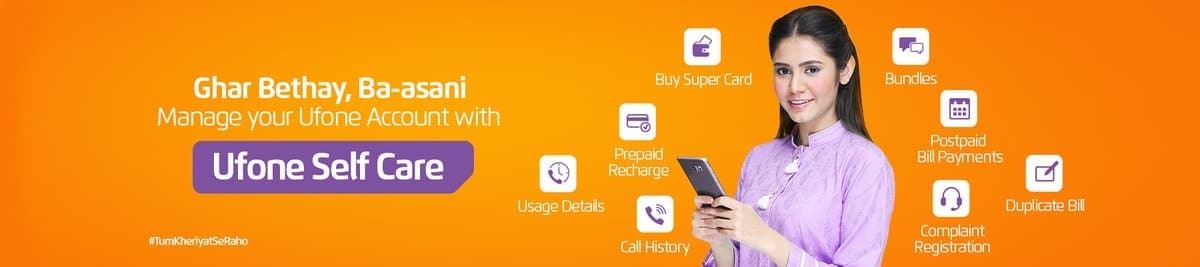 Ghar Bethay, Ba-asani
Manage your Ufone Account with
Ufone Self Care
#TumKheriyatSeRaho
Buy Super Card
Prepaid
Recharge
Usage Details
Call History
Bundles
Postpaid
Bill Payments
Duplicate Bill
Complaint
Registration